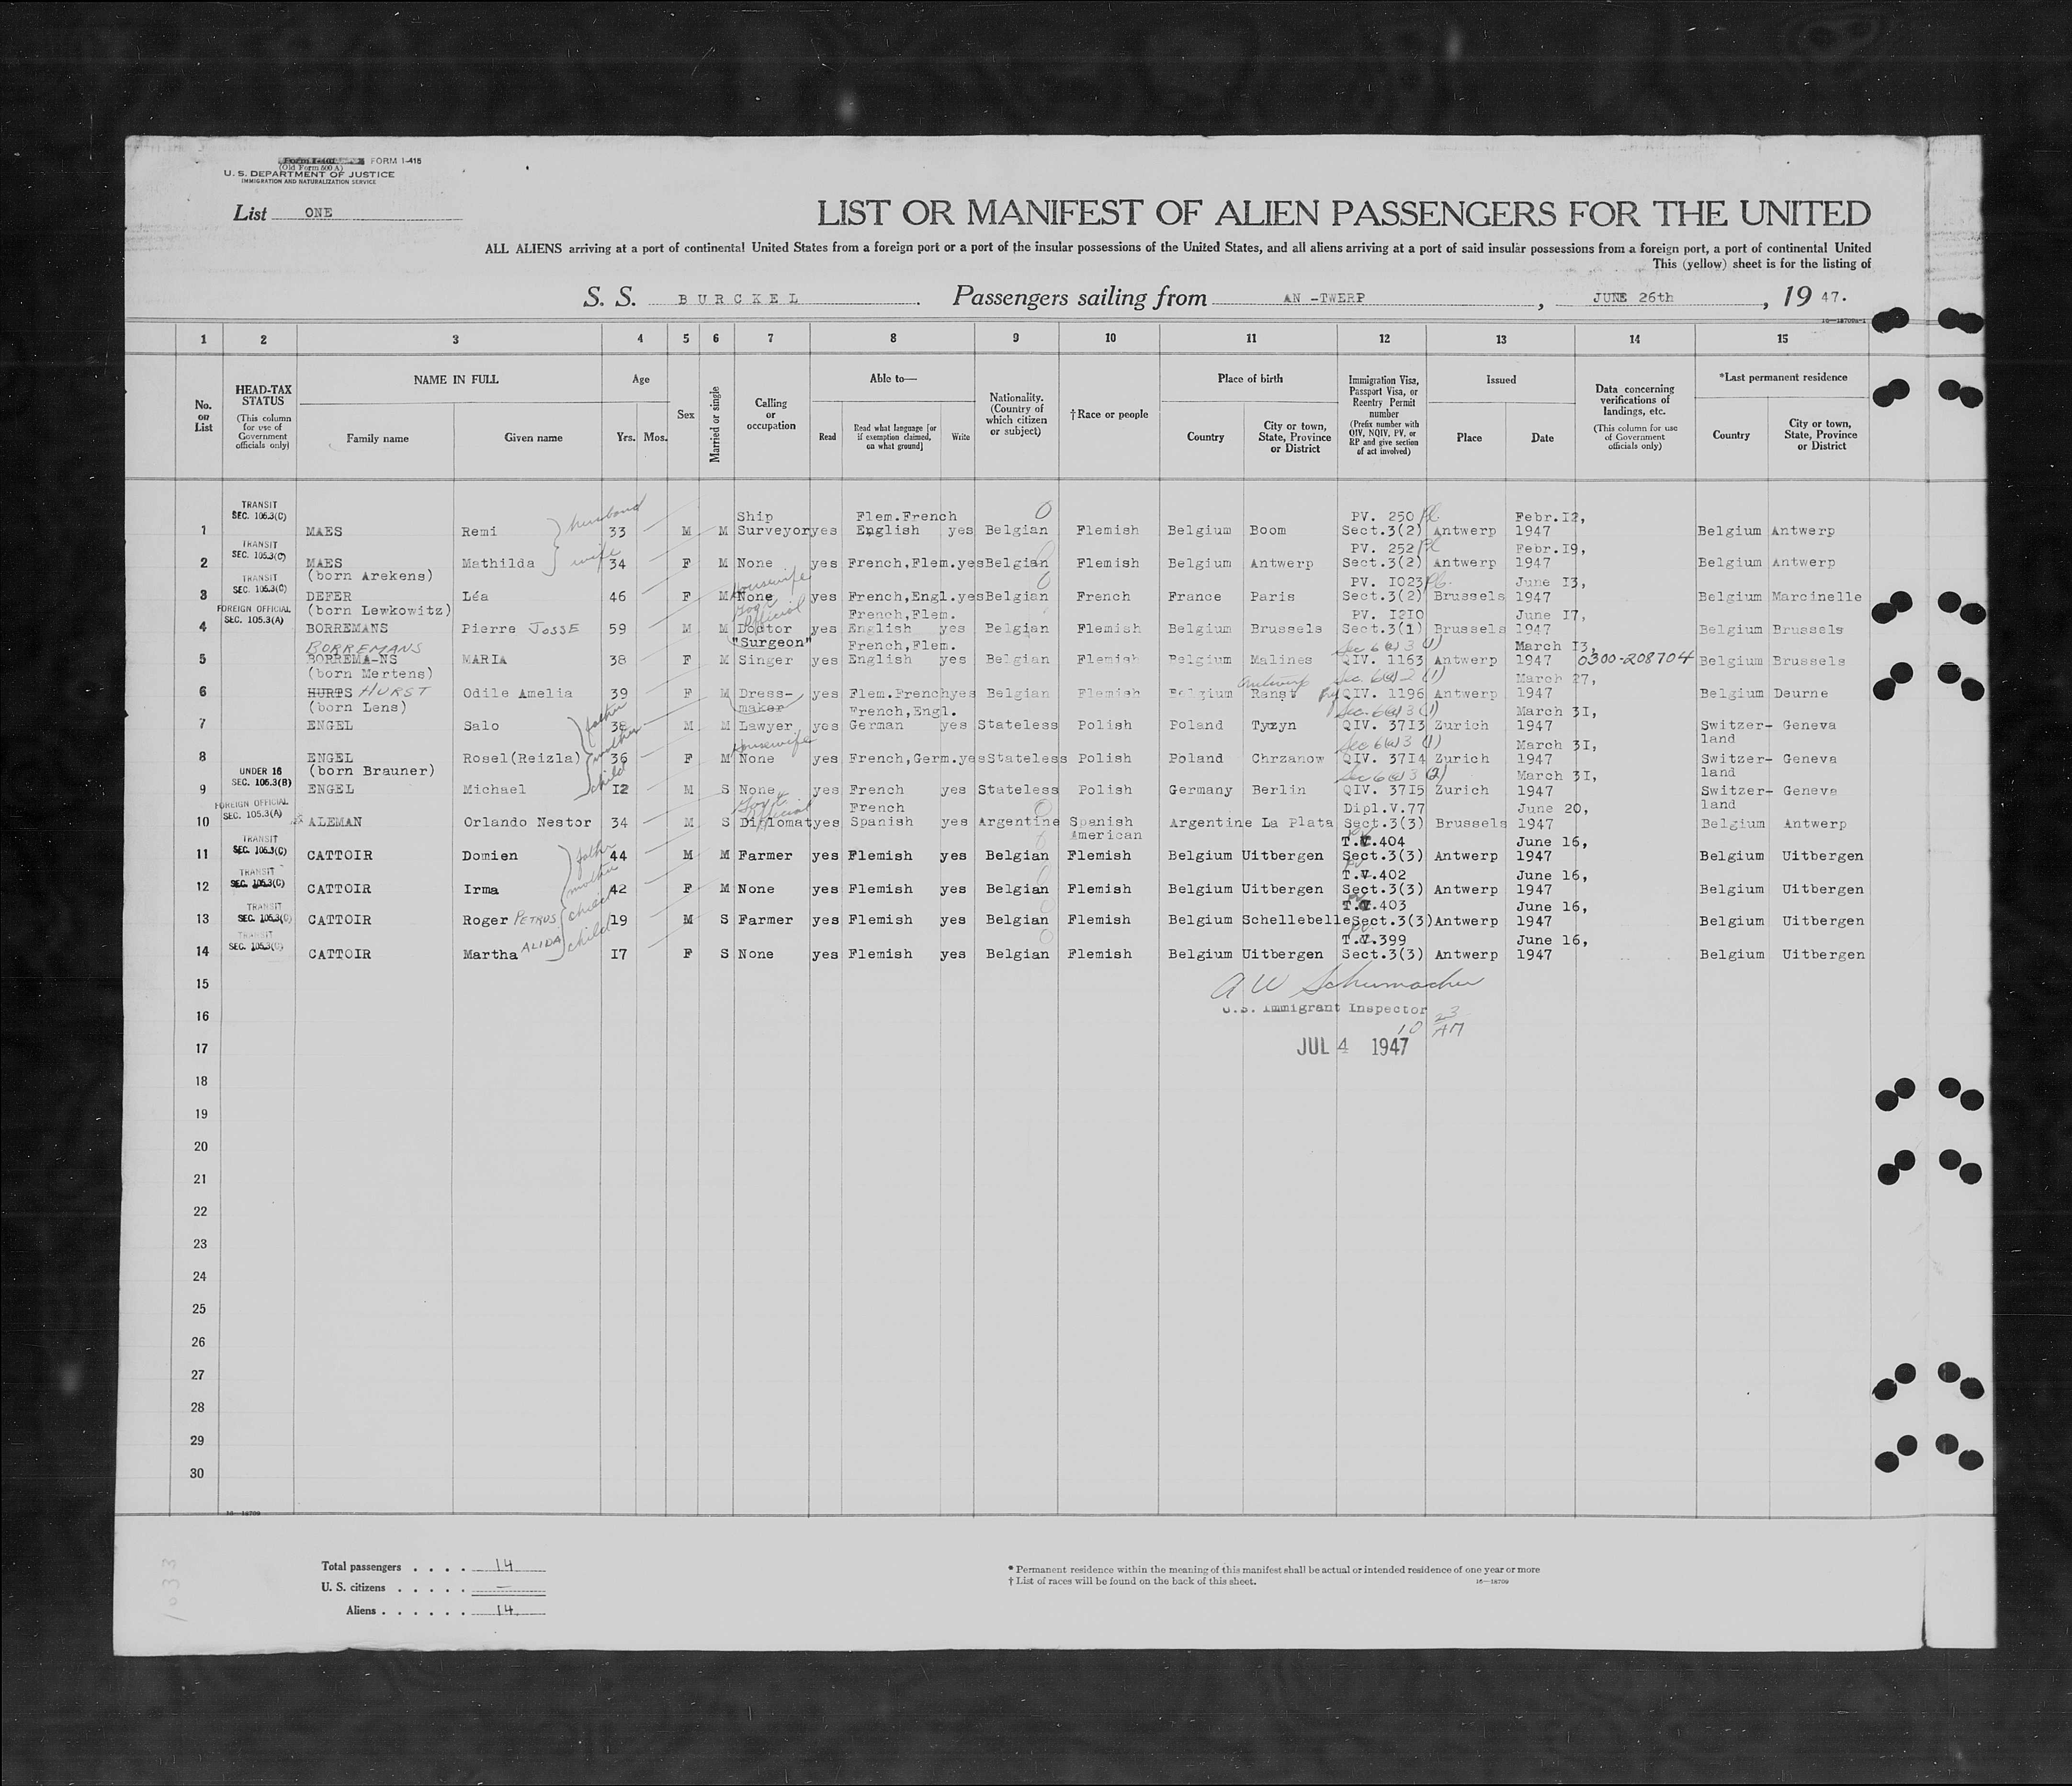 FORM I-415
(Old Form 500 A)
U. S. DEPARTMENT OF JUSTICE
IMMIGRATION AND NATURALIZATION SERVICE
List ONE
LIST OR MANIFEST OF ALIEN PASSENGERS FOR THE UNITED
ALL ALIENS arriving at a port of continental United States from a foreign port or a port of the insular possessions of the United States, and all aliens arriving at a port of said insular possessions from a foreign port, a port of continental United
This (yellow) sheet is for the listing of
S. S. BURCKEL. Passengers sailing from AN -TWERP, JUNE 26th, 19 47.
1 2 3 4 5 6 7 8 9 10 11 12 13 14 15
No. on List
HEAD-TAX STATUS (This column for use of Government officials only)
NAME IN FULL Family name Given name
Age Yrs. Mos.
Sex
Married or single
Calling or occupation
Able to— Read Read what language [or if exemption claimed, on what ground] Write
Nationality. (Country of which citizen or subject)
† Race or people
Place of birth Country City or town, State, Province or District
Immigration Visa, Passport Visa, or Reentry Permit number (Prefix number with QIV, NQIV, PV, or RP and give section of act involved)
Issued Place Date
Data concerning verifications of landings, etc. (This column for use of Government officials only)
*Last permanent residence Country City or town, State, Province or District
TRANSIT SEC. 105.3(C) Ship Flem.French PV. 250 Febr.I2,
1 MAES Remi husband 33 M M Surveyor yes English yes Belgian Flemish Belgium Boom Sect.3(2) Antwerp 1947 Belgium Antwerp
TRANSIT SEC. 105.3(C) PV. 252 Febr.I9,
2 MAES Mathilda wife 34 F M None yes French,Flem.yes Belgian Flemish Belgium Antwerp Sect.3(2) Antwerp 1947 Belgium Antwerp
(born Arekens)
TRANSIT SEC. 105.3(C) Housewife PV. I023 June I3,
3 DEFER Léa 46 F M None yes French,Engl.yes Belgian French France Paris Sect.3(2) Brussels 1947 Belgium Marcinelle
(born Lewkowitz)
FOREIGN OFFICIAL SEC. 105.3(A) Official French,Flem. PV. I2I0 June I7,
4 BORREMANS Pierre JOSSE 59 M M Doctor yes English yes Belgian Flemish Belgium Brussels Sect.3(1) Brussels 1947 Belgium Brussels
BORREMANS "Surgeon" French,Flem. March I3,
5 BORREMA-NS MARIA 38 F M Singer yes English yes Belgian Flemish Belgium Malines QIV. 1163 Antwerp 1947 0300-208704 Belgium Brussels
(born Mertens) Antwerp March 27,
6 HURTS HURST Odile Amelia 39 F M Dress- yes Flem.French yes Belgian Flemish Belgium Ranst QIV. 1196 Antwerp 1947 Belgium Deurne
(born Lens) maker French,Engl. March 3I,
7 ENGEL Salo father 38 M M Lawyer yes German yes Stateless Polish Poland Tyzyn QIV. 37I3 Zurich 1947 Switzer- Geneva
land
Housewife March 3I,
8 ENGEL Rosel(Reizla) mother 36 F M None yes French,Germ.yes Stateless Polish Poland Chrzanow QIV. 37I4 Zurich 1947 Switzer- Geneva
(born Brauner) land
UNDER 16 SEC. 105.3(B) March 3I,
9 ENGEL Michael child I2 M S None yes French yes Stateless Polish Germany Berlin QIV. 37I5 Zurich 1947 Switzer- Geneva
land
FOREIGN OFFICIAL SEC. 105.3(A) Gov't Official French Dipl.V.77 June 20,
10 ALEMAN Orlando Nestor 34 M S Diplomat yes Spanish yes Argentine Spanish Argentine La Plata Sect.3(3) Brussels 1947 Belgium Antwerp
American
TRANSIT SEC. 105.3(C) T.V.404 June 16,
11 CATTOIR Domien father 44 M M Farmer yes Flemish yes Belgian Flemish Belgium Uitbergen Sect.3(3) Antwerp 1947 Belgium Uitbergen
TRANSIT SEC. 105.3(C) T.V.402 June 16,
12 CATTOIR Irma mother 42 F M None yes Flemish yes Belgian Flemish Belgium Uitbergen Sect.3(3) Antwerp 1947 Belgium Uitbergen
TRANSIT SEC. 105.3(C) T.V.403 June 16,
13 CATTOIR Roger PETRUS child 19 M S Farmer yes Flemish yes Belgian Flemish Belgium Schellebelle Sect.3(3) Antwerp 1947 Belgium Uitbergen
TRANSIT SEC. 105.3(C) T.V.399 June 16,
14 CATTOIR Martha ALIDA child I7 F S None yes Flemish yes Belgian Flemish Belgium Uitbergen Sect.3(3) Antwerp 1947 Belgium Uitbergen
15
A W Schumacher
16
U.S. Immigrant Inspector
17
JUL 4 1947
18
19
20
21
22
23
24
25
26
27
28
29
30
16—18709
Total passengers . . . . 14
U. S. citizens . . . . . —
Aliens . . . . . . 14
* Permanent residence within the meaning of this manifest shall be actual or intended residence of one year or more
† List of races will be found on the back of this sheet. 16—18709
1033